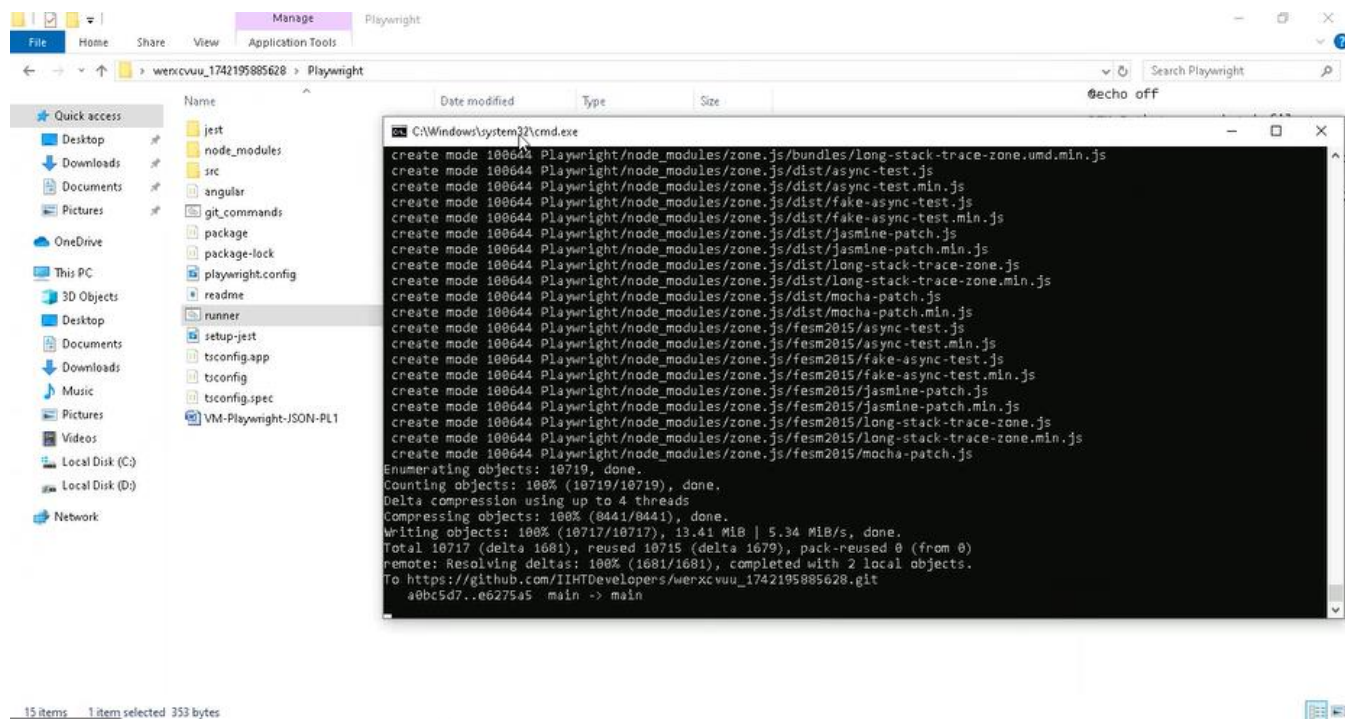 Manage
Playwright
File
Home
Share
View
Application Tools
werxcvuu_1742195885628 > Playwright
Search Playwright
Name
Date modified
Type
Size
@echo off
Quick access
Desktop
Downloads
Documents
Pictures
OneDrive
This PC
3D Objects
Desktop
Documents
Downloads
Music
Pictures
Videos
Local Disk (C:)
Local Disk (D:)
Network
jest
node_modules
src
angular
git_commands
package
package-lock
playwright.config
readme
runner
setup-jest
tsconfig.app
tsconfig
tsconfig.spec
VM-Playwright-JSON-PL1
C:\Windows\system32\cmd.exe
create mode 100644 Playwright/node_modules/zone.js/bundles/long-stack-trace-zone.umd.min.js
create mode 100644 Playwright/node_modules/zone.js/dist/async-test.js
create mode 100644 Playwright/node_modules/zone.js/dist/async-test.min.js
create mode 100644 Playwright/node_modules/zone.js/dist/fake-async-test.js
create mode 100644 Playwright/node_modules/zone.js/dist/fake-async-test.min.js
create mode 100644 Playwright/node_modules/zone.js/dist/jasmine-patch.js
create mode 100644 Playwright/node_modules/zone.js/dist/jasmine-patch.min.js
create mode 100644 Playwright/node_modules/zone.js/dist/long-stack-trace-zone.js
create mode 100644 Playwright/node_modules/zone.js/dist/long-stack-trace-zone.min.js
create mode 100644 Playwright/node_modules/zone.js/dist/mocha-patch.js
create mode 100644 Playwright/node_modules/zone.js/dist/mocha-patch.min.js
create mode 100644 Playwright/node_modules/zone.js/fesm2015/async-test.js
create mode 100644 Playwright/node_modules/zone.js/fesm2015/async-test.min.js
create mode 100644 Playwright/node_modules/zone.js/fesm2015/fake-async-test.js
create mode 100644 Playwright/node_modules/zone.js/fesm2015/fake-async-test.min.js
create mode 100644 Playwright/node_modules/zone.js/fesm2015/jasmine-patch.js
create mode 100644 Playwright/node_modules/zone.js/fesm2015/jasmine-patch.min.js
create mode 100644 Playwright/node_modules/zone.js/fesm2015/long-stack-trace-zone.js
create mode 100644 Playwright/node_modules/zone.js/fesm2015/long-stack-trace-zone.min.js
create mode 100644 Playwright/node_modules/zone.js/fesm2015/mocha-patch.js
Enumerating objects: 10719, done.
Counting objects: 100% (10719/10719), done.
Delta compression using up to 4 threads
Compressing objects: 100% (8441/8441), done.
Writing objects: 100% (10717/10717), 13.41 MiB | 5.34 MiB/s, done.
Total 10717 (delta 1681), reused 10715 (delta 1679), pack-reused 0 (from 0)
remote: Resolving deltas: 100% (1681/1681), completed with 2 local objects.
To https://github.com/IIHTDevelopers/werxcvuu_1742195885628.git
a0bc5d7..e6275a5 main -> main
15 items 1 item selected 353 bytes